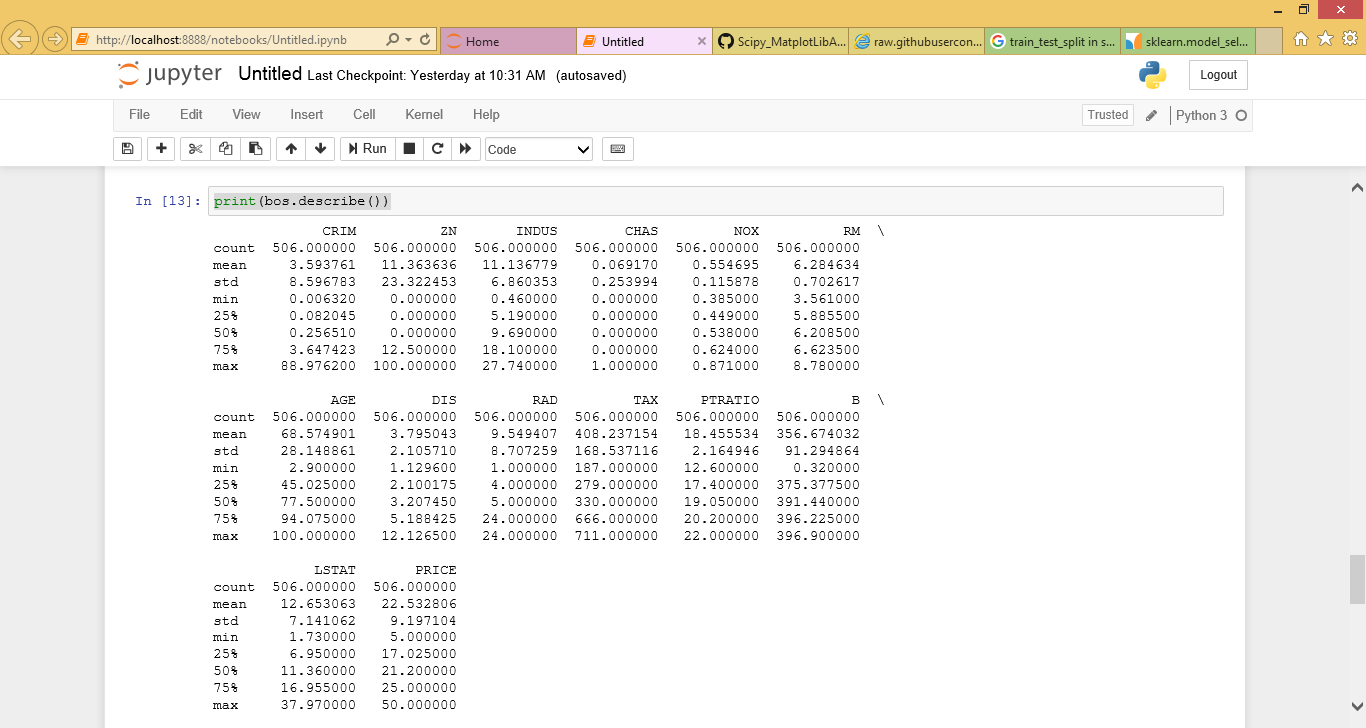 http://localhost:8888/notebooks/Untitled.ipynb
Home
Untitled
Scipy_MatplotLibA...
raw.githubusercon...
train_test_split in s...
sklearn.model_sel...
jupyter Untitled Last Checkpoint: Yesterday at 10:31 AM (autosaved)
Logout
File Edit View Insert Cell Kernel Help
Trusted Python 3
Run Code
In [13]: print(bos.describe())
CRIM ZN INDUS CHAS NOX RM \
count 506.000000 506.000000 506.000000 506.000000 506.000000 506.000000
mean 3.593761 11.363636 11.136779 0.069170 0.554695 6.284634
std 8.596783 23.322453 6.860353 0.253994 0.115878 0.702617
min 0.006320 0.000000 0.460000 0.000000 0.385000 3.561000
25% 0.082045 0.000000 5.190000 0.000000 0.449000 5.885500
50% 0.256510 0.000000 9.690000 0.000000 0.538000 6.208500
75% 3.647423 12.500000 18.100000 0.000000 0.624000 6.623500
max 88.976200 100.000000 27.740000 1.000000 0.871000 8.780000
AGE DIS RAD TAX PTRATIO B \
count 506.000000 506.000000 506.000000 506.000000 506.000000 506.000000
mean 68.574901 3.795043 9.549407 408.237154 18.455534 356.674032
std 28.148861 2.105710 8.707259 168.537116 2.164946 91.294864
min 2.900000 1.129600 1.000000 187.000000 12.600000 0.320000
25% 45.025000 2.100175 4.000000 279.000000 17.400000 375.377500
50% 77.500000 3.207450 5.000000 330.000000 19.050000 391.440000
75% 94.075000 5.188425 24.000000 666.000000 20.200000 396.225000
max 100.000000 12.126500 24.000000 711.000000 22.000000 396.900000
LSTAT PRICE
count 506.000000 506.000000
mean 12.653063 22.532806
std 7.141062 9.197104
min 1.730000 5.000000
25% 6.950000 17.025000
50% 11.360000 21.200000
75% 16.955000 25.000000
max 37.970000 50.000000